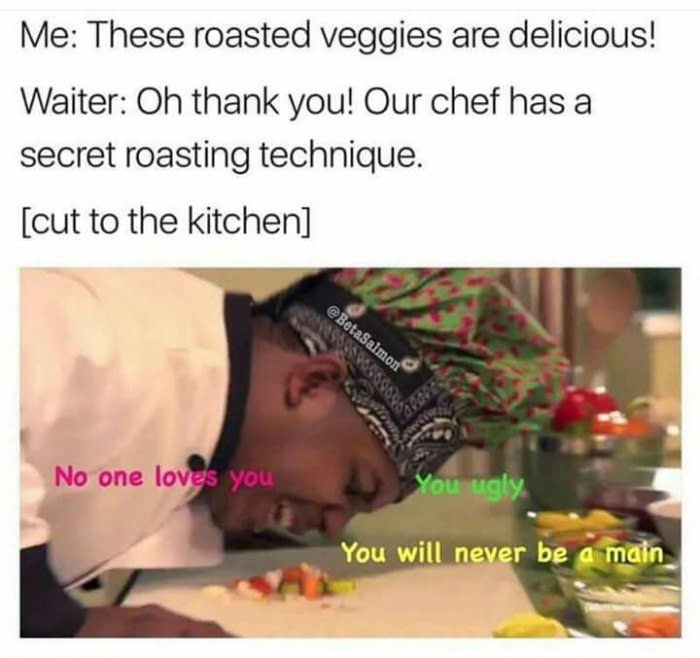 Me: These roasted veggies are delicious!
Waiter: Oh thank you! Our chef has a
secret roasting technique.
[cut to the kitchen]
@BetaSalmon
No one loves you
You ugly
You will never be a main